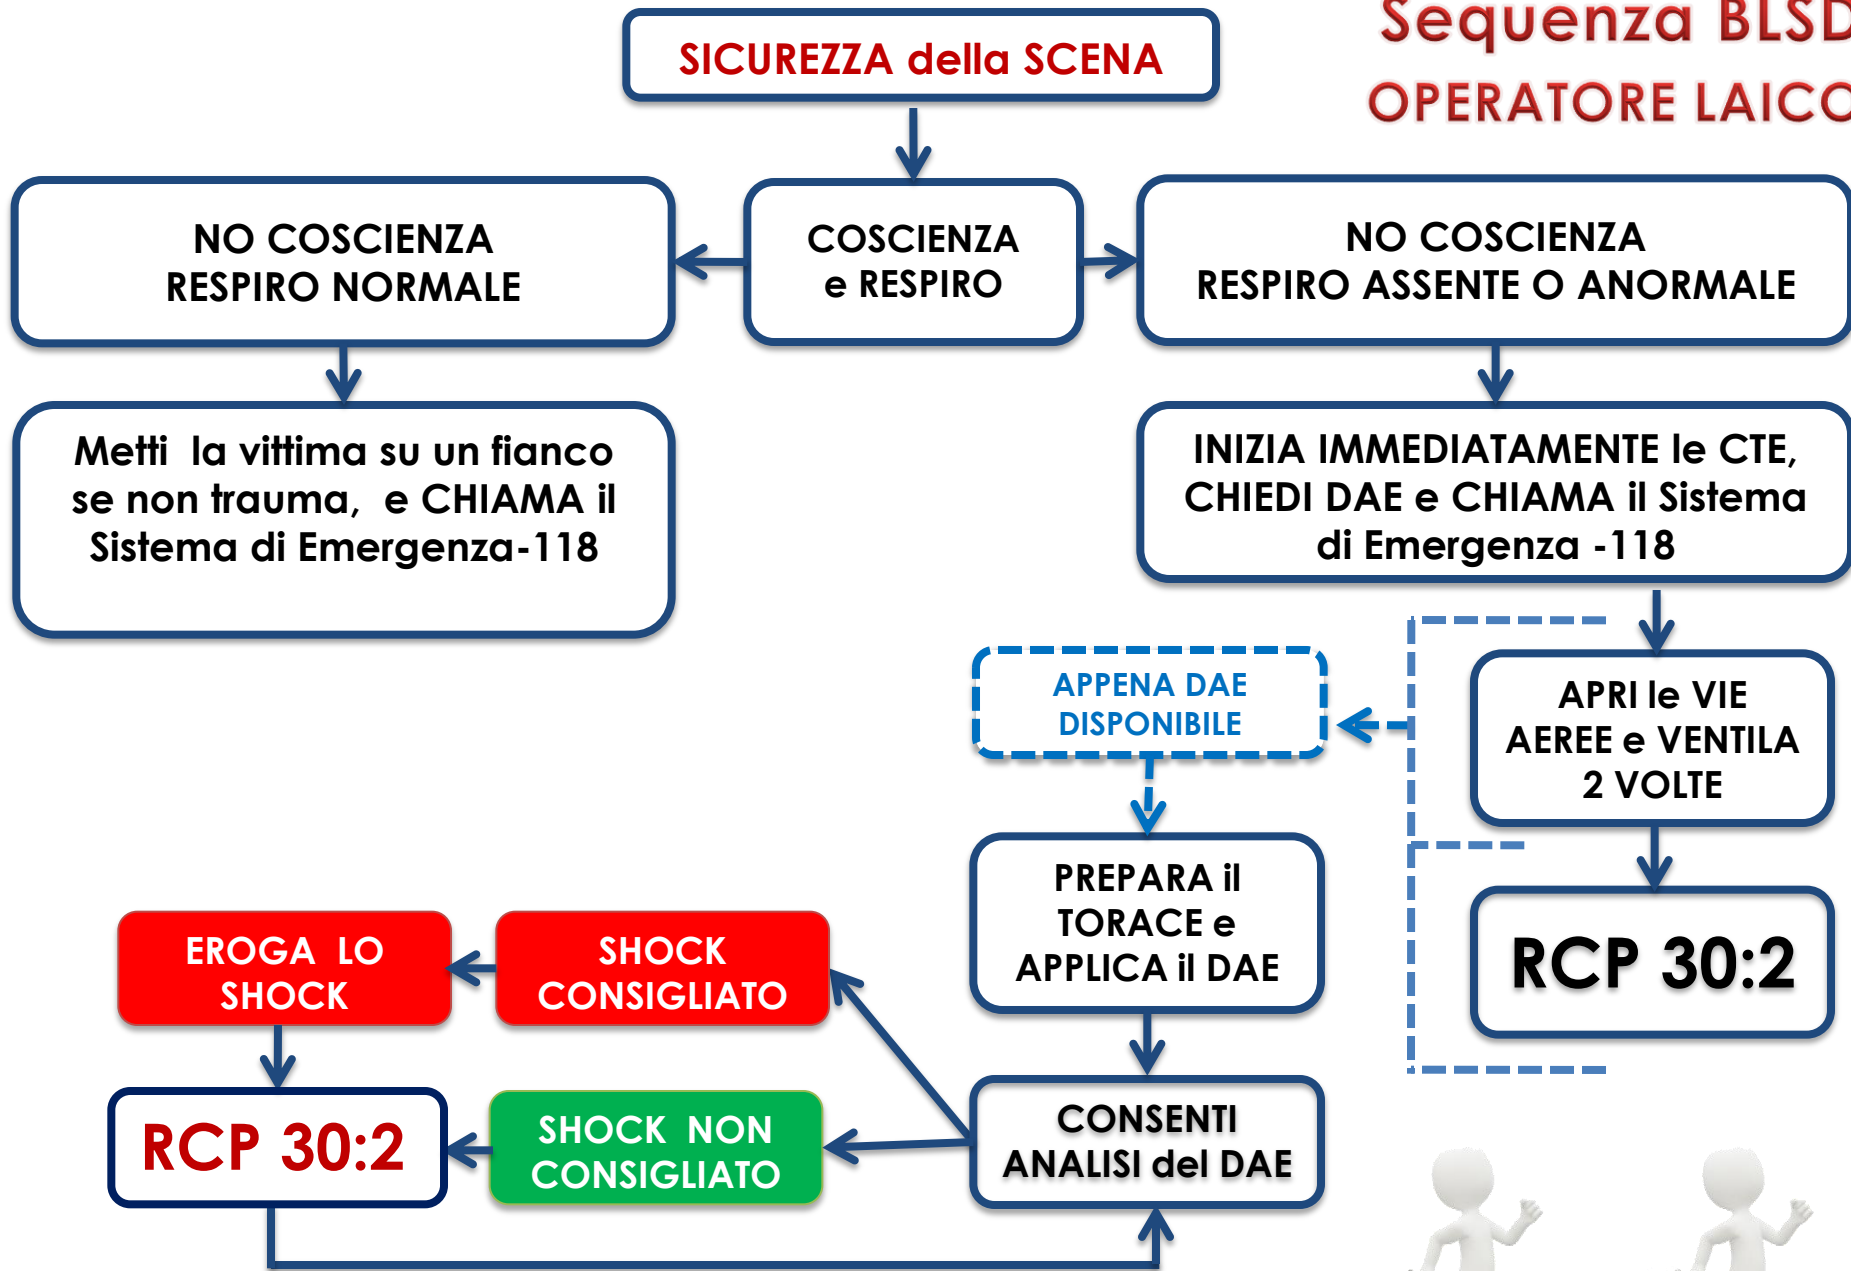 Sequenza BLSD
OPERATORE LAICO
SICUREZZA della SCENA
NO COSCIENZA
RESPIRO NORMALE
COSCIENZA
e RESPIRO
NO COSCIENZA
RESPIRO ASSENTE O ANORMALE
Metti la vittima su un fianco
se non trauma, e CHIAMA il
Sistema di Emergenza-118
INIZIA IMMEDIATAMENTE le CTE,
CHIEDI DAE e CHIAMA il Sistema
di Emergenza -118
APPENA DAE
DISPONIBILE
APRI le VIE
AEREE e VENTILA
2 VOLTE
PREPARA il
TORACE e
APPLICA il DAE
RCP 30:2
EROGA LO
SHOCK
SHOCK
CONSIGLIATO
RCP 30:2
SHOCK NON
CONSIGLIATO
CONSENTI
ANALISI del DAE